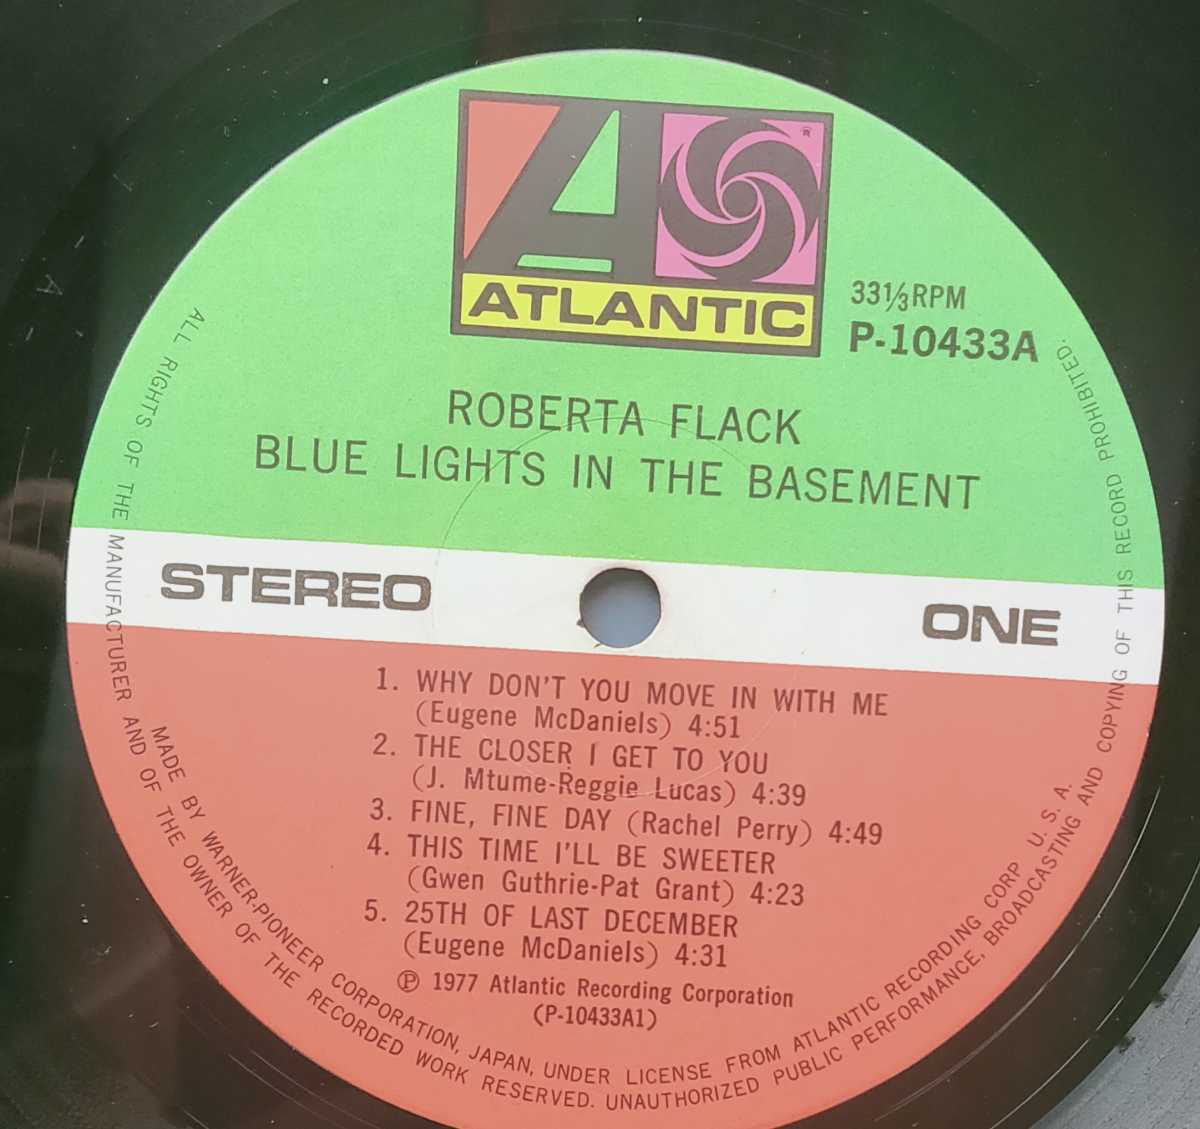 ATLANTIC
®
33⅓RPM
P-10433A
ROBERTA FLACK
BLUE LIGHTS IN THE BASEMENT
STEREO
ONE
1. WHY DON'T YOU MOVE IN WITH ME
(Eugene McDaniels) 4:51
2. THE CLOSER I GET TO YOU
(J. Mtume-Reggie Lucas) 4:39
3. FINE, FINE DAY (Rachel Perry) 4:49
4. THIS TIME I'LL BE SWEETER
(Gwen Guthrie-Pat Grant) 4:23
5. 25TH OF LAST DECEMBER
(Eugene McDaniels) 4:31
Ⓟ 1977 Atlantic Recording Corporation
(P-10433A1)
MADE BY WARNER-PIONEER CORPORATION, JAPAN, UNDER LICENSE FROM ATLANTIC RECORDING CORP. U. S. A.
ALL RIGHTS OF THE MANUFACTURER AND OF THE OWNER OF THE RECORDED WORK RESERVED. UNAUTHORIZED PUBLIC PERFORMANCE, BROADCASTING AND COPYING OF THIS RECORD PROHIBITED.